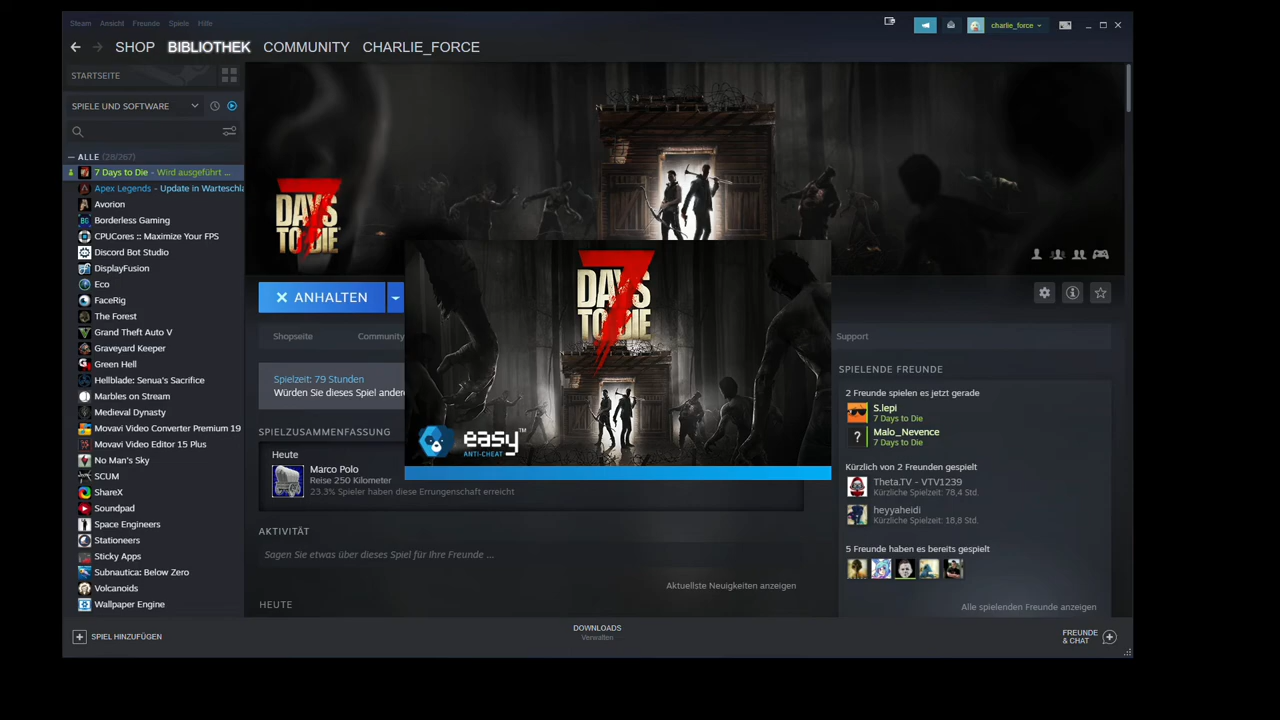 Steam Ansicht Freunde Spiele Hilfe
charlie_force
SHOP BIBLIOTHEK COMMUNITY CHARLIE_FORCE
STARTSEITE
SPIELE UND SOFTWARE
ALLE (28/267)
7 Days to Die - Wird ausgeführt ...
Apex Legends - Update in Warteschla
Avorion
Borderless Gaming
CPUCores :: Maximize Your FPS
Discord Bot Studio
DisplayFusion
Eco
FaceRig
The Forest
Grand Theft Auto V
Graveyard Keeper
Green Hell
Hellblade: Senua's Sacrifice
Marbles on Stream
Medieval Dynasty
Movavi Video Converter Premium 19
Movavi Video Editor 15 Plus
No Man's Sky
SCUM
ShareX
Soundpad
Space Engineers
Stationeers
Sticky Apps
Subnautica: Below Zero
Volcanoids
Wallpaper Engine
SPIEL HINZUFÜGEN
7
DAYS
TO DIE
ANHALTEN
Shopseite Community
Support
Spielzeit: 79 Stunden
Würden Sie dieses Spiel ander
SPIELZUSAMMENFASSUNG
Heute
Marco Polo
Reise 250 Kilometer
23.3% Spieler haben diese Errungenschaft erreicht
AKTIVITÄT
Sagen Sie etwas über dieses Spiel für Ihre Freunde ...
Aktuellste Neuigkeiten anzeigen
HEUTE
7
DAYS
TO DIE
easy™
ANTI-CHEAT
SPIELENDE FREUNDE
2 Freunde spielen es jetzt gerade
S.lepi
7 Days to Die
Malo_Nevence
7 Days to Die
Kürzlich von 2 Freunden gespielt
Theta.TV - VTV1239
Kürzliche Spielzeit: 78,4 Std.
heyyaheidi
Kürzliche Spielzeit: 18,8 Std.
5 Freunde haben es bereits gespielt
Alle spielenden Freunde anzeigen
DOWNLOADS
Verwalten
FREUNDE
& CHAT